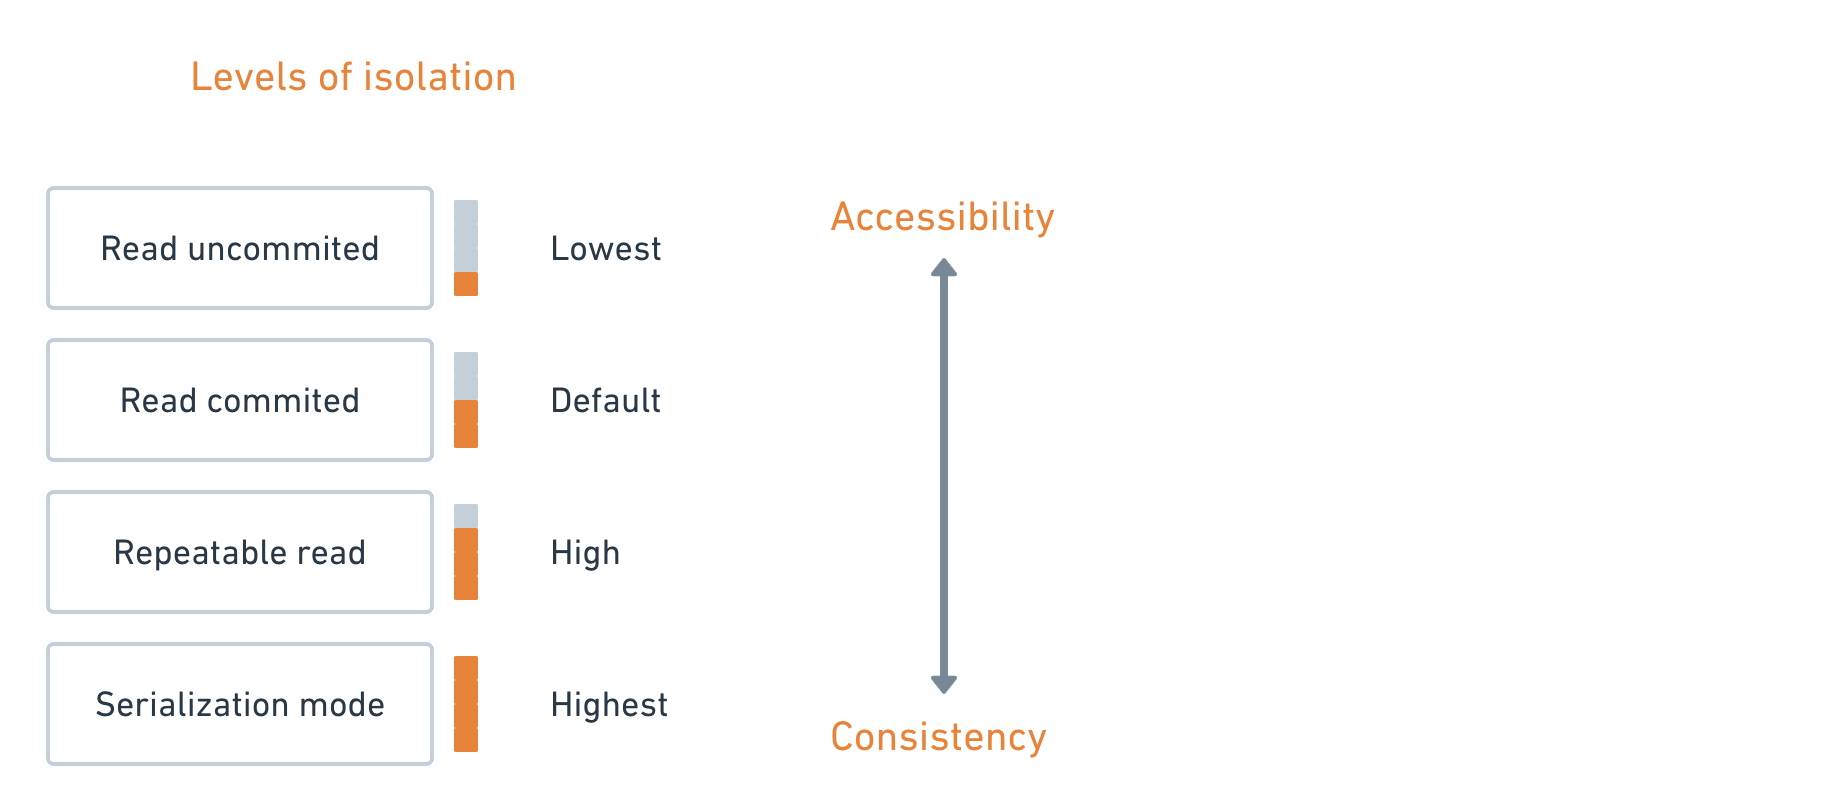 Levels of isolation
Accessibility
Read uncommited
Lowest
Read commited
Default
Repeatable read
High
Serialization mode
Highest
Consistency